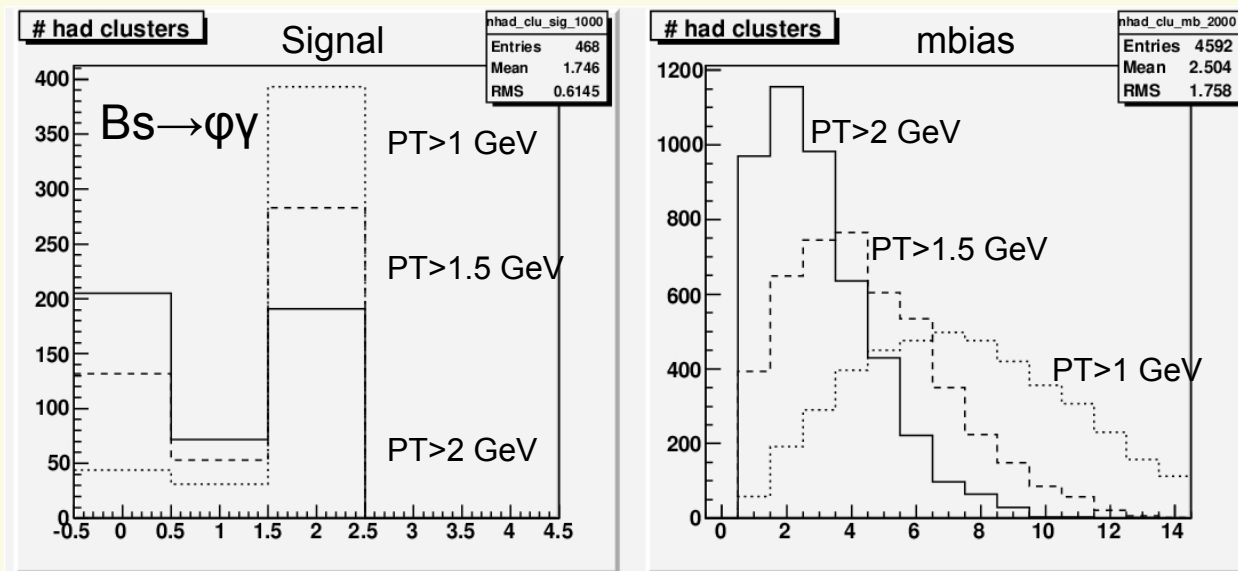 # had clusters
Signal
nhad_clu_sig_1000
Entries 468
Mean 1.746
RMS 0.6145
Bs→φγ
PT>1 GeV
PT>1.5 GeV
PT>2 GeV
400
350
300
250
200
150
100
50
0
-0.5 0 0.5 1 1.5 2 2.5 3 3.5 4 4.5
# had clusters
mbias
nhad_clu_mb_2000
Entries 4592
Mean 2.504
RMS 1.758
PT>2 GeV
PT>1.5 GeV
PT>1 GeV
1200
1000
800
600
400
200
0
0 2 4 6 8 10 12 14